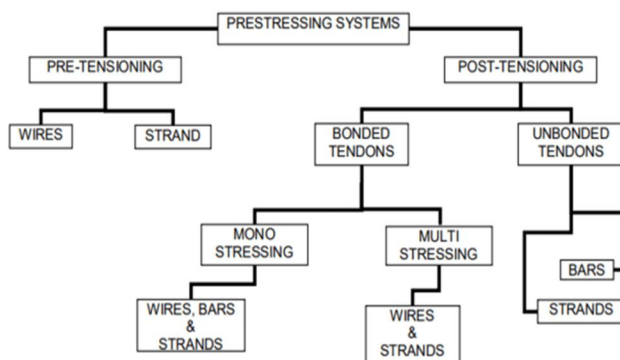 PRESTRESSING SYSTEMS
PRE-TENSIONING
POST-TENSIONING
WIRES
STRAND
BONDED
TENDONS
UNBONDED
TENDONS
MONO
STRESSING
MULTI
STRESSING
BARS
WIRES, BARS
&
STRANDS
WIRES
&
STRANDS
STRANDS